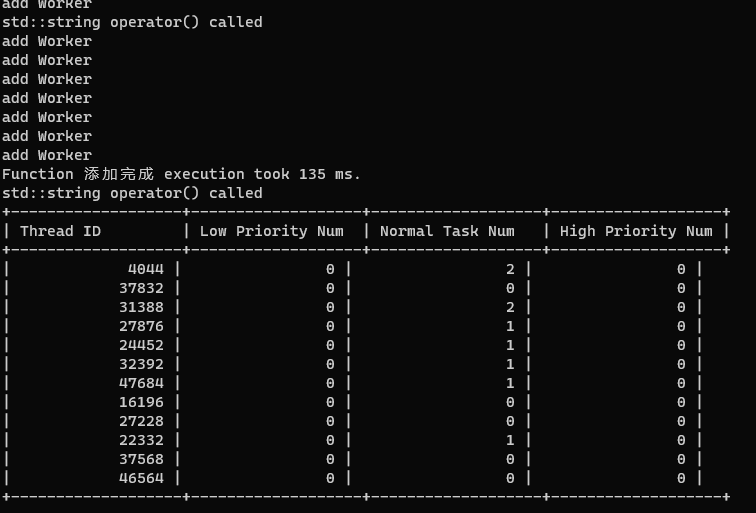 add Worker
std::string operator() called
add Worker
add Worker
add Worker
add Worker
add Worker
add Worker
add Worker
Function 添加完成 execution took 135 ms.
std::string operator() called
+-------------------+-------------------+-------------------+-------------------+
| Thread ID         | Low Priority Num  | Normal Task Num   | High Priority Num |
+-------------------+-------------------+-------------------+-------------------+
|             4044 |                0 |                2 |                0 |
|            37832 |                0 |                0 |                0 |
|            31388 |                0 |                2 |                0 |
|            27876 |                0 |                1 |                0 |
|            24452 |                0 |                1 |                0 |
|            32392 |                0 |                1 |                0 |
|            47684 |                0 |                1 |                0 |
|            16196 |                0 |                0 |                0 |
|            27228 |                0 |                0 |                0 |
|            22332 |                0 |                1 |                0 |
|            37568 |                0 |                0 |                0 |
|            46564 |                0 |                0 |                0 |
+-------------------+-------------------+-------------------+-------------------+